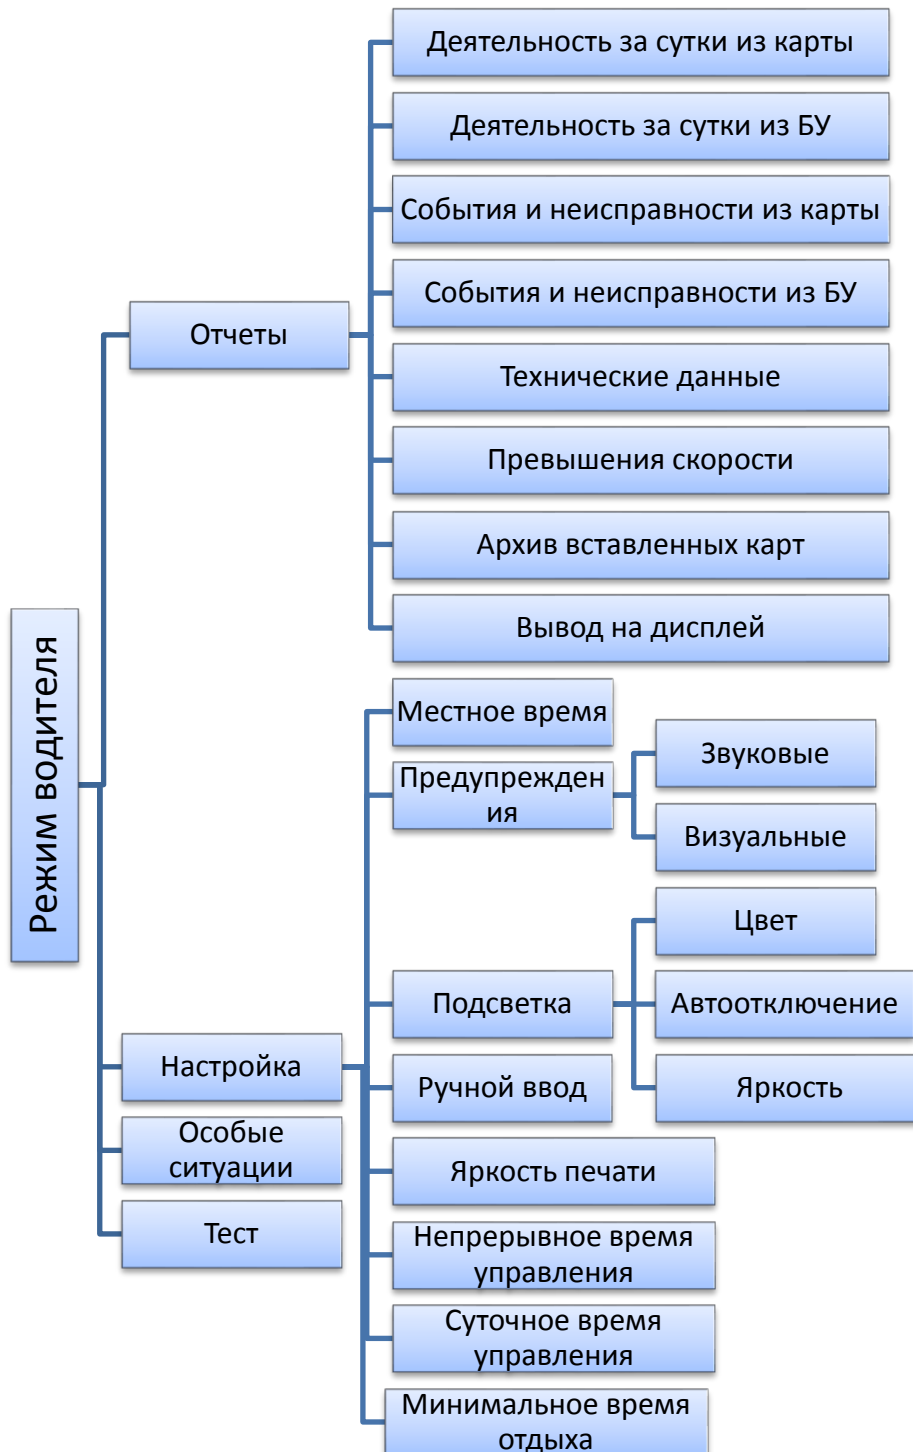 Деятельность за сутки из карты
Деятельность за сутки из БУ
События и неисправности из карты
События и неисправности из БУ
Отчеты
Технические данные
Превышения скорости
Архив вставленных карт
Вывод на дисплей
Режим водителя
Местное время
Предупрежден
ия
Звуковые
Визуальные
Цвет
Подсветка
Автоотключение
Настройка
Ручной ввод
Яркость
Особые
ситуации
Яркость печати
Тест
Непрерывное время
управления
Суточное время
управления
Минимальное время
отдыха